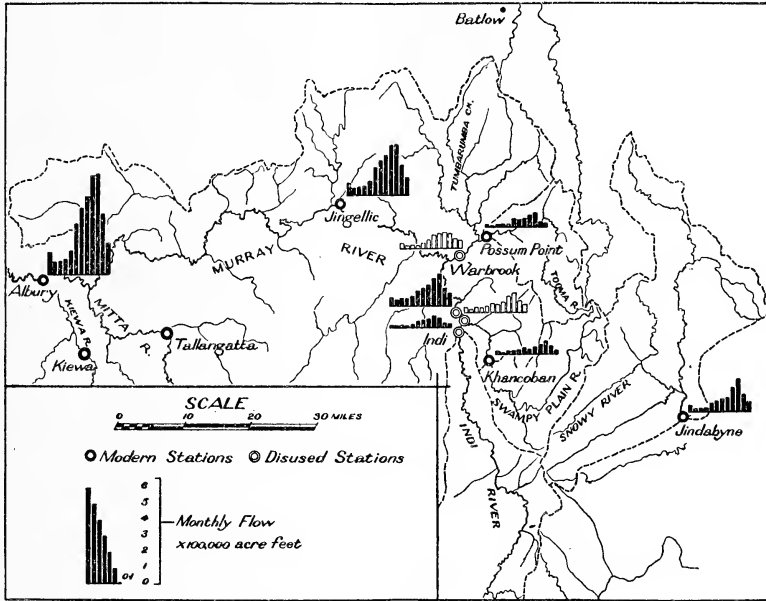 Batlow
TUMBARUMBA CK.
Jingellic
MURRAY RIVER
Possum Point
Warbrook
TOOMA R.
Albury
KIEWA R.
MITTA R.
Tallangatta
Kiewa
Indi
Khancoban
SWAMPY PLAIN R.
SNOWY RIVER
Jindabyne
INDI RIVER
SCALE
0 10 20 30 MILES
Modern Stations Disused Stations
6
5
4
3
2
1
0
0·1
Monthly Flow
x100,000 acre feet